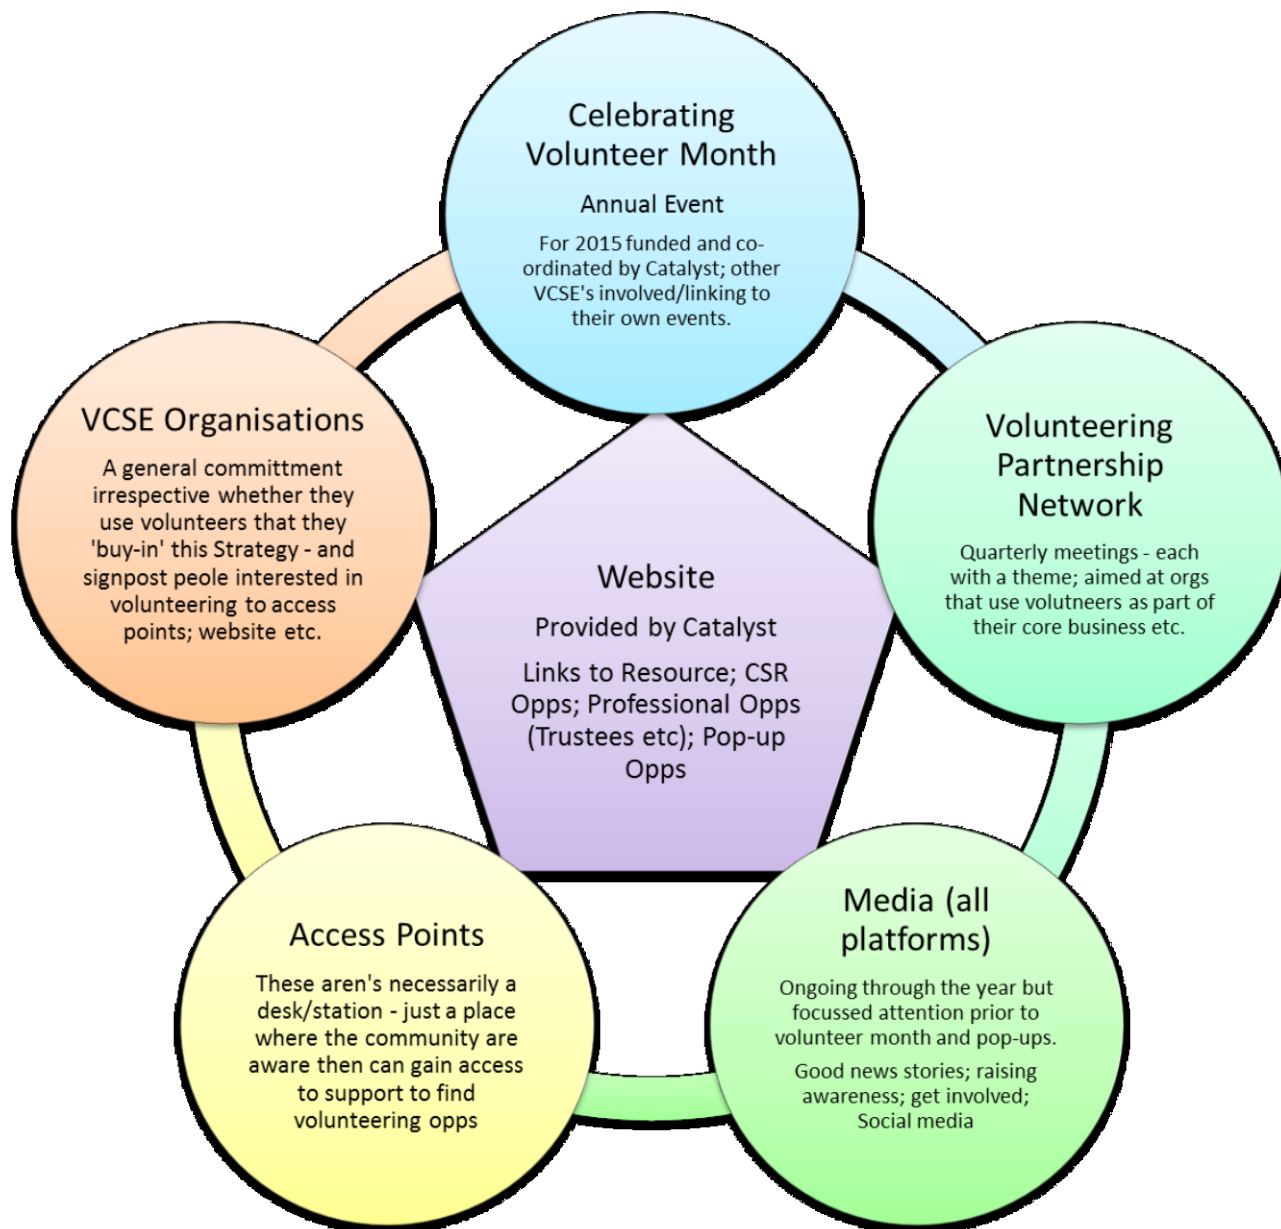 Celebrating
Volunteer Month
Annual Event
For 2015 funded and co-
ordinated by Catalyst; other
VCSE's involved/linking to
their own events.
VCSE Organisations
A general committment
irrespective whether they
use volunteers that they
'buy-in' this Strategy - and
signpost peole interested in
volunteering to access
points; website etc.
Volunteering
Partnership
Network
Quarterly meetings - each
with a theme; aimed at orgs
that use volutneers as part of
their core business etc.
Website
Provided by Catalyst
Links to Resource; CSR
Opps; Professional Opps
(Trustees etc); Pop-up
Opps
Access Points
These aren's necessarily a
desk/station - just a place
where the community are
aware then can gain access
to support to find
volunteering opps
Media (all
platforms)
Ongoing through the year but
focussed attention prior to
volunteer month and pop-ups.
Good news stories; raising
awareness; get involved;
Social media